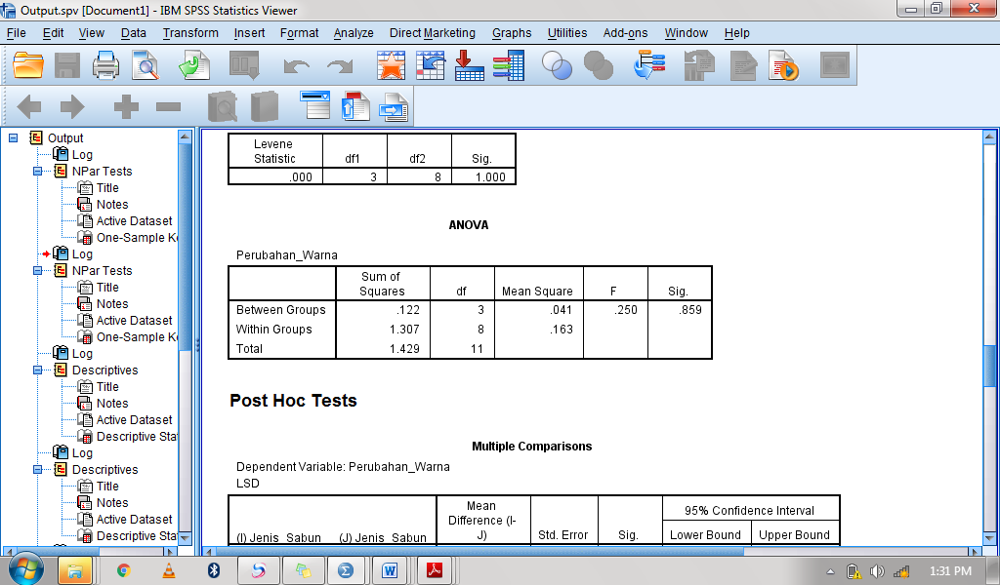 Output.spv [Document1] - IBM SPSS Statistics Viewer
File Edit View Data Transform Insert Format Analyze Direct Marketing Graphs Utilities Add-ons Window Help
Output
Log
NPar Tests
Title
Notes
Active Dataset
One-Sample Ko
Log
NPar Tests
Title
Notes
Active Dataset
One-Sample Ko
Log
Descriptives
Title
Notes
Active Dataset
Descriptive Sta
Log
Descriptives
Title
Notes
Active Dataset
Descriptive Sta
Levene
Statistic df1 df2 Sig.
.000 3 8 1.000
ANOVA
Perubahan_Warna
Sum of
Squares df Mean Square F Sig.
Between Groups .122 3 .041 .250 .859
Within Groups 1.307 8 .163
Total 1.429 11
Post Hoc Tests
Multiple Comparisons
Dependent Variable: Perubahan_Warna
LSD
Mean
Difference (I-
J)
95% Confidence Interval
(I) Jenis_Sabun (J) Jenis_Sabun Std. Error Sig. Lower Bound Upper Bound
1:31 PM